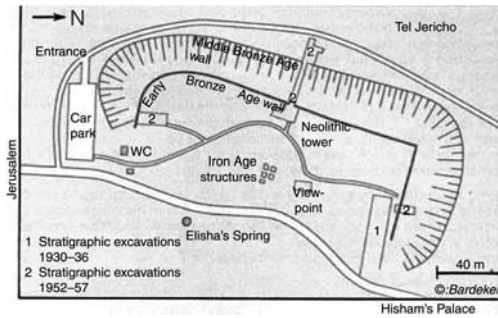 N
Tel Jericho
Entrance
Middle Bronze Age
wall
2
Early Bronze Age wall
2
Car
park
2
Neolithic
tower
WC
Iron Age
structures
View-
point
2
1
Jerusalem
Elisha's Spring
1 Stratigraphic excavations
1930–36
2 Stratigraphic excavations
1952–57
40 m
©:Bardeker
Hisham's Palace